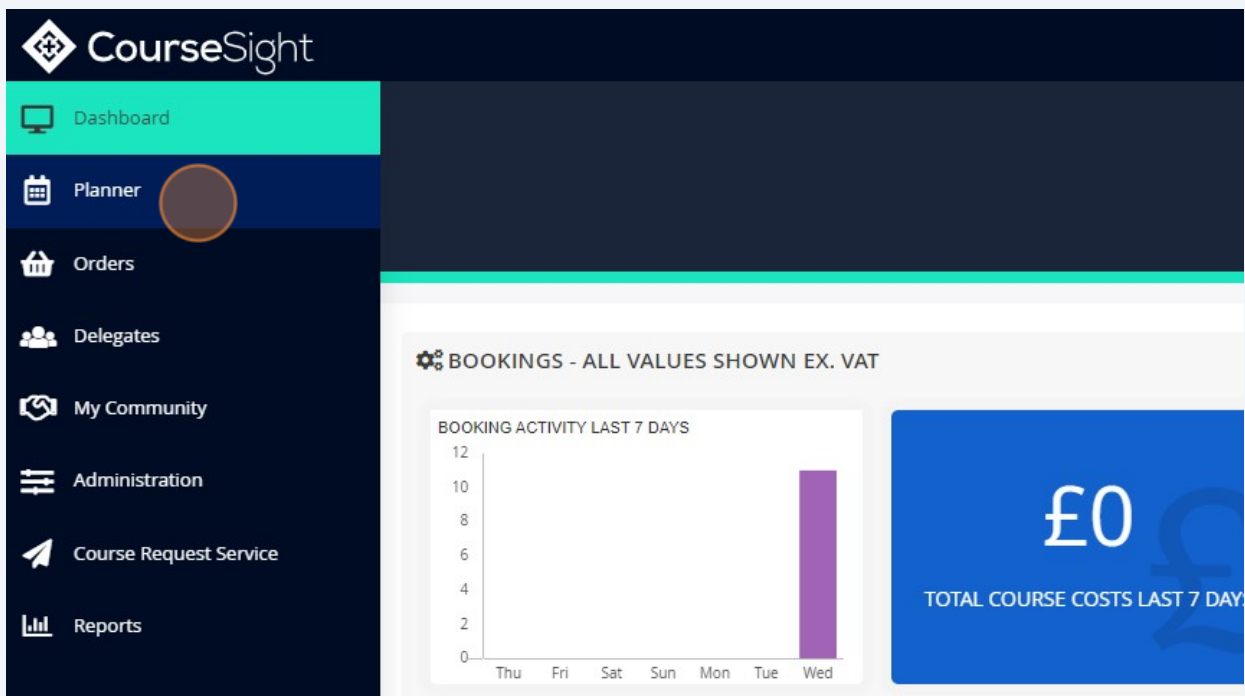 CourseSight
Dashboard
Planner
Orders
Delegates
My Community
Administration
Course Request Service
Reports
BOOKINGS - ALL VALUES SHOWN EX. VAT
BOOKING ACTIVITY LAST 7 DAYS
12
10
8
6
4
2
0
Thu Fri Sat Sun Mon Tue Wed
£0
£
TOTAL COURSE COSTS LAST 7 DAYS